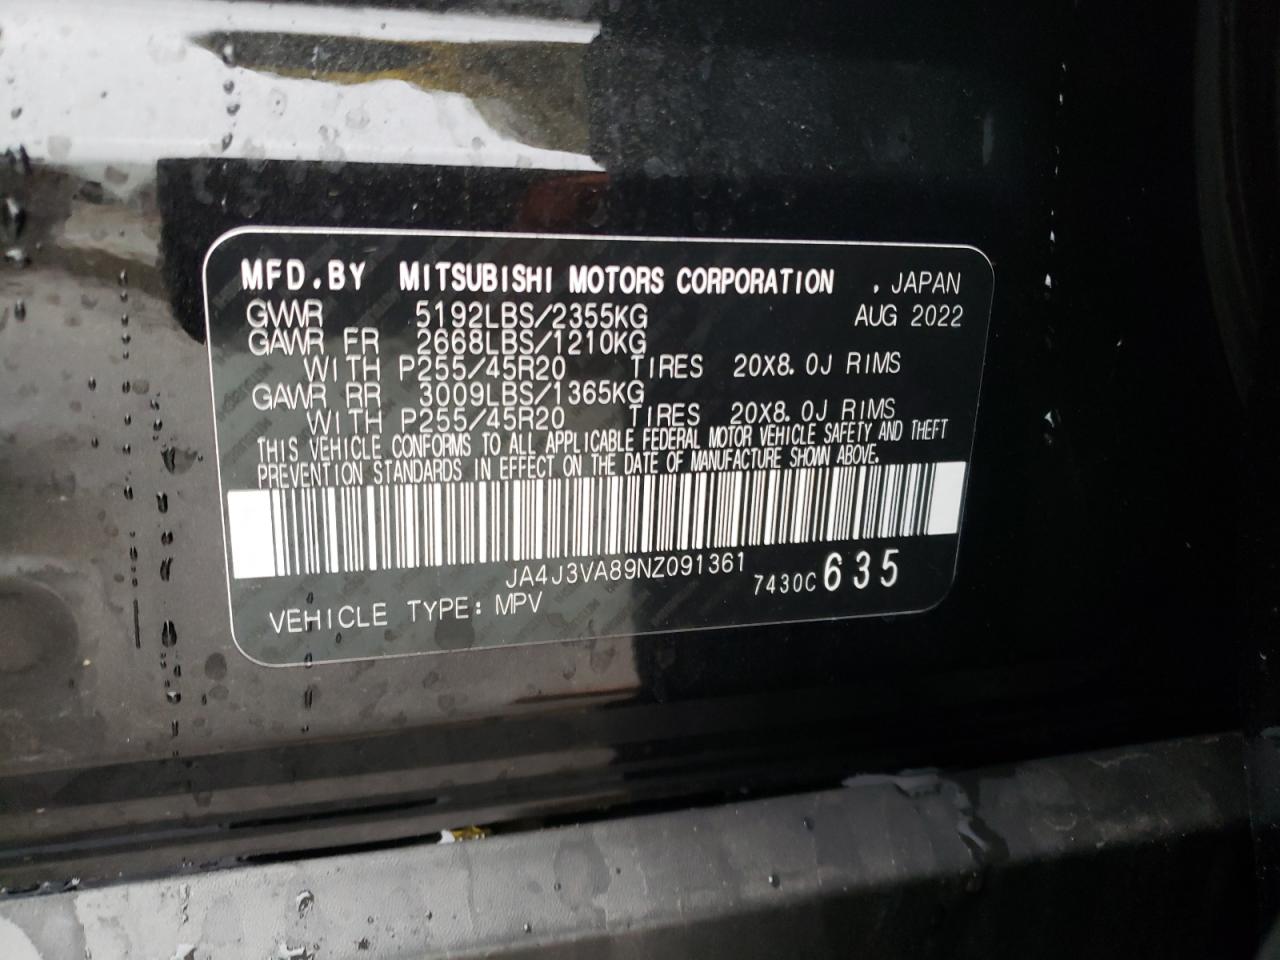 MFD.BY MITSUBISHI MOTORS CORPORATION , JAPAN
GVWR 5192LBS/2355KG AUG 2022
GAWR FR 2668LBS/1210KG
WITH P255/45R20 TIRES 20X8.0J RIMS
GAWR RR 3009LBS/1365KG
WITH P255/45R20 TIRES 20X8.0J RIMS
THIS VEHICLE CONFORMS TO ALL APPLICABLE FEDERAL MOTOR VEHICLE SAFETY AND THEFT
PREVENTION STANDARDS IN EFFECT ON THE DATE OF MANUFACTURE SHOWN ABOVE.
JA4J3VA89NZ091361 7430C 635
VEHICLE TYPE: MPV